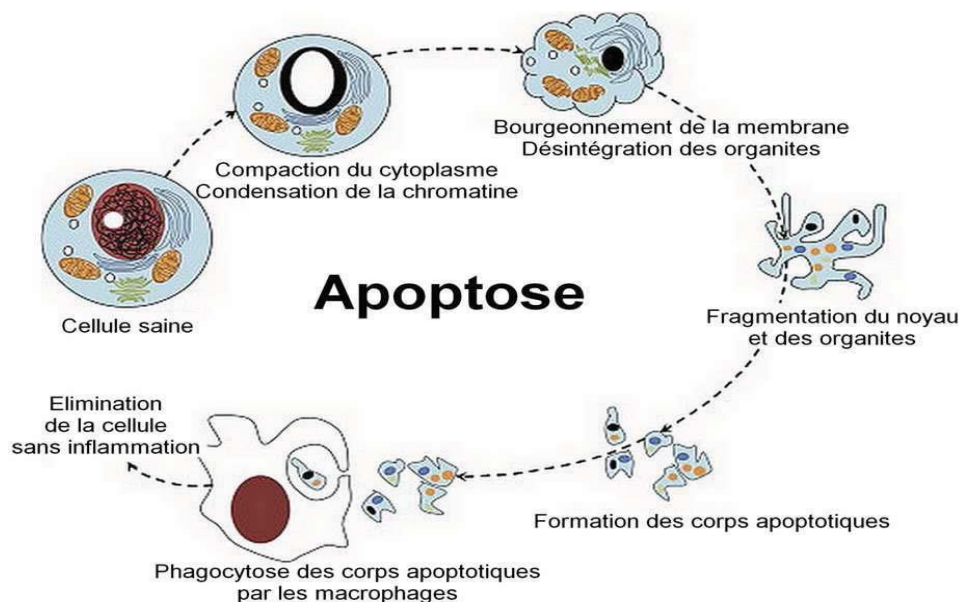 Apoptose
Cellule saine
Compaction du cytoplasme
Condensation de la chromatine
Bourgeonnement de la membrane
Désintégration des organites
Fragmentation du noyau
et des organites
Formation des corps apoptotiques
Phagocytose des corps apoptotiques
par les macrophages
Elimination
de la cellule
sans inflammation